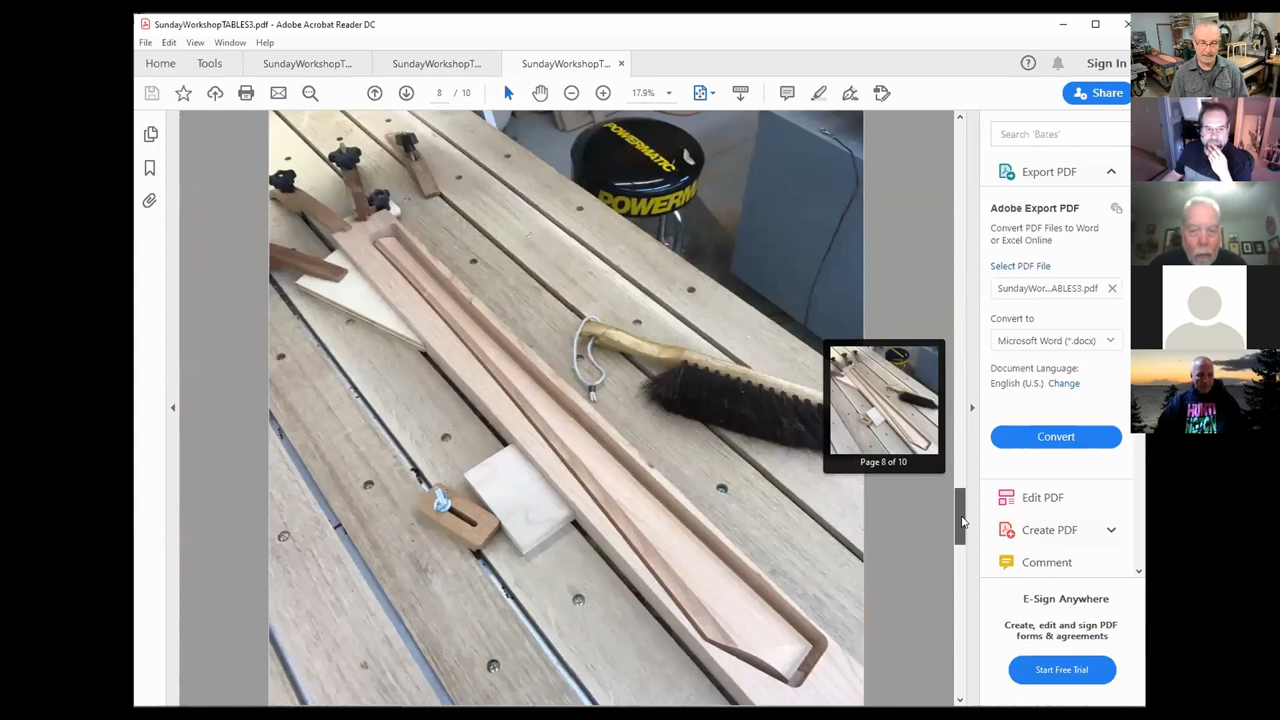 SundayWorkshopTABLES3.pdf - Adobe Acrobat Reader DC
File Edit View Window Help
Home Tools SundayWorkshopT... SundayWorkshopT... SundayWorkshopT... ×
Sign In
/ 10
17.9%
Share
POWERMATIC
POWERM
Page 8 of 10
Search 'Bates'
Export PDF
Adobe Export PDF
Convert PDF Files to Word
or Excel Online
Select PDF File
SundayWor...ABLES3.pdf
Convert to
Microsoft Word (*.docx)
Document Language:
English (U.S.) Change
Convert
Edit PDF
Create PDF
Comment
E-Sign Anywhere
Create, edit and sign PDF
forms & agreements
Start Free Trial